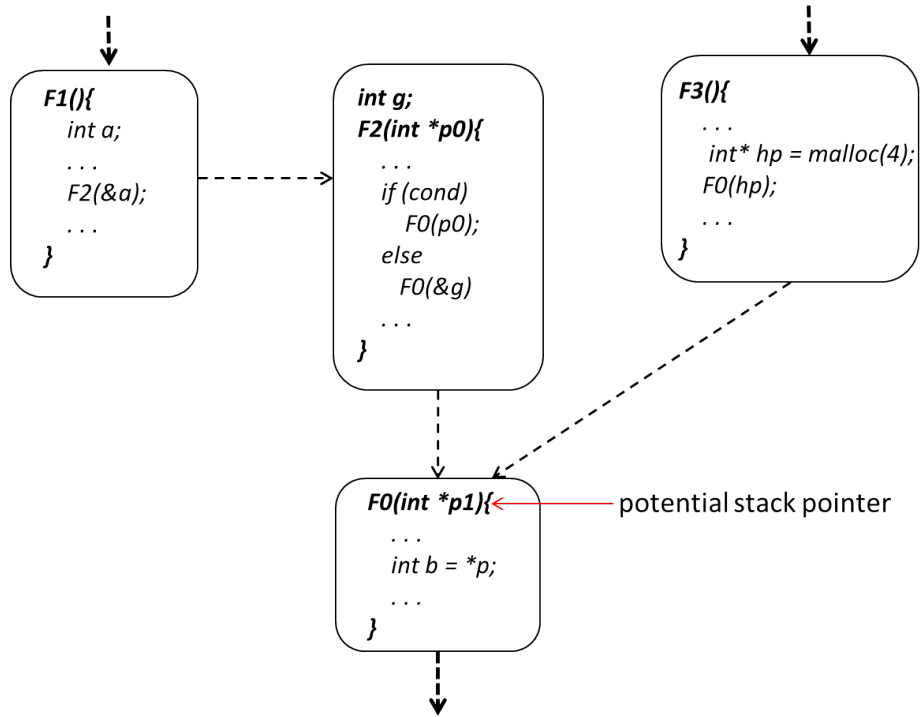 F1(){
int a;
. . .
F2(&a);
. . .
}
int g;
F2(int *p0){
. . .
if (cond)
F0(p0);
else
F0(&g)
. . .
}
F3(){
. . .
int* hp = malloc(4);
F0(hp);
. . .
}
F0(int *p1){
. . .
int b = *p;
. . .
}
potential stack pointer